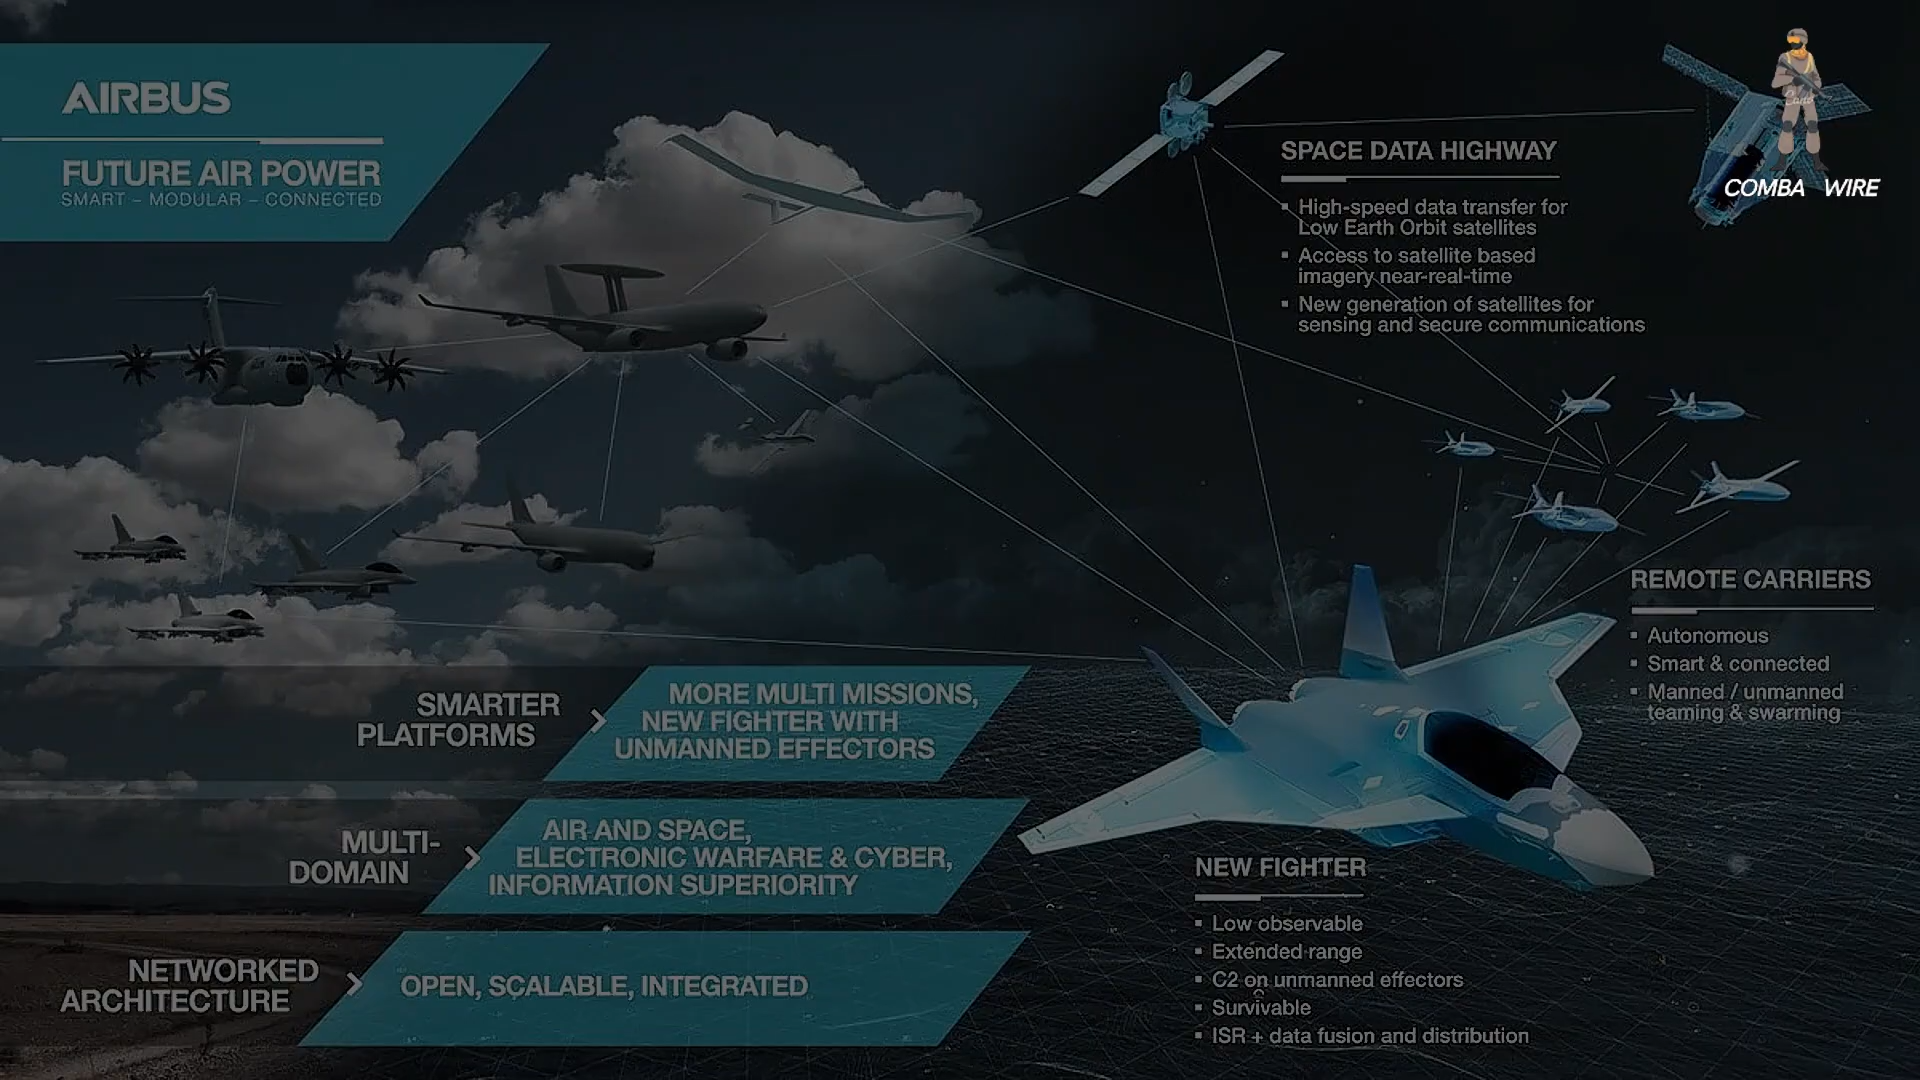 AIRBUS
FUTURE AIR POWER
SMART – MODULAR – CONNECTED
SPACE DATA HIGHWAY
▪ High-speed data transfer for
Low Earth Orbit satellites
▪ Access to satellite based
imagery near-real-time
▪ New generation of satellites for
sensing and secure communications
COMBA WIRE
REMOTE CARRIERS
▪ Autonomous
▪ Smart & connected
▪ Manned / unmanned
teaming & swarming
SMARTER
PLATFORMS
MORE MULTI MISSIONS,
NEW FIGHTER WITH
UNMANNED EFFECTORS
MULTI-
DOMAIN
AIR AND SPACE,
ELECTRONIC WARFARE & CYBER,
INFORMATION SUPERIORITY
NETWORKED
ARCHITECTURE
OPEN, SCALABLE, INTEGRATED
NEW FIGHTER
▪ Low observable
▪ Extended range
▪ C2 on unmanned effectors
▪ Survivable
▪ ISR + data fusion and distribution